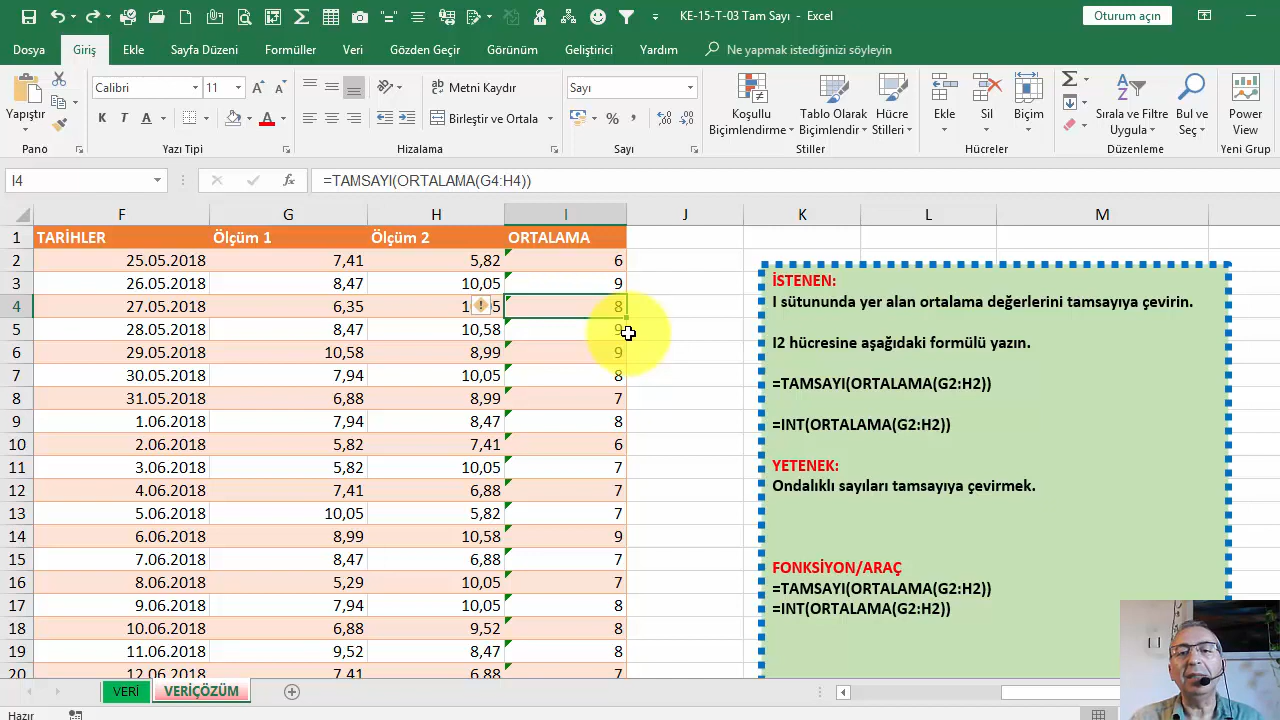 KE-15-T-03 Tam Sayı - Excel
Oturum açın
Dosya Giriş Ekle Sayfa Düzeni Formüller Veri Gözden Geçir Görünüm Geliştirici Yardım Ne yapmak istediğinizi söyleyin
Yapıştır
Pano
Calibri 11
K T A
Yazı Tipi
Metni Kaydır
Birleştir ve Ortala
Hizalama
Sayı
Sayı
Koşullu Biçimlendirme
Tablo Olarak Biçimlendir
Hücre Stilleri
Stiller
Ekle
Sil
Biçim
Hücreler
Sırala ve Filtre Uygula
Bul ve Seç
Düzenleme
Power View
Yeni Grup
I4 fx =TAMSAYI(ORTALAMA(G4:H4))
F G H I J K L M
1 TARİHLER Ölçüm 1 Ölçüm 2 ORTALAMA
2 25.05.2018 7,41 5,82 6
3 26.05.2018 8,47 10,05 9
4 27.05.2018 6,35 1 5 8
5 28.05.2018 8,47 10,58 9
6 29.05.2018 10,58 8,99 9
7 30.05.2018 7,94 10,05 8
8 31.05.2018 6,88 8,99 7
9 1.06.2018 7,94 8,47 8
10 2.06.2018 5,82 7,41 6
11 3.06.2018 5,82 10,05 7
12 4.06.2018 7,41 6,88 7
13 5.06.2018 10,05 5,82 7
14 6.06.2018 8,99 10,58 9
15 7.06.2018 8,47 6,88 7
16 8.06.2018 5,29 10,05 7
17 9.06.2018 7,94 10,05 8
18 10.06.2018 6,88 9,52 8
19 11.06.2018 9,52 8,47 8
20 12.06.2018 7,41 6,88 7
İSTENEN:
I sütununda yer alan ortalama değerlerini tamsayıya çevirin.
I2 hücresine aşağıdaki formülü yazın.
=TAMSAYI(ORTALAMA(G2:H2))
=INT(ORTALAMA(G2:H2))
YETENEK:
Ondalıklı sayıları tamsayıya çevirmek.
FONKSİYON/ARAÇ
=TAMSAYI(ORTALAMA(G2:H2))
=INT(ORTALAMA(G2:H2))
VERİ VERİÇÖZÜM
Hazır